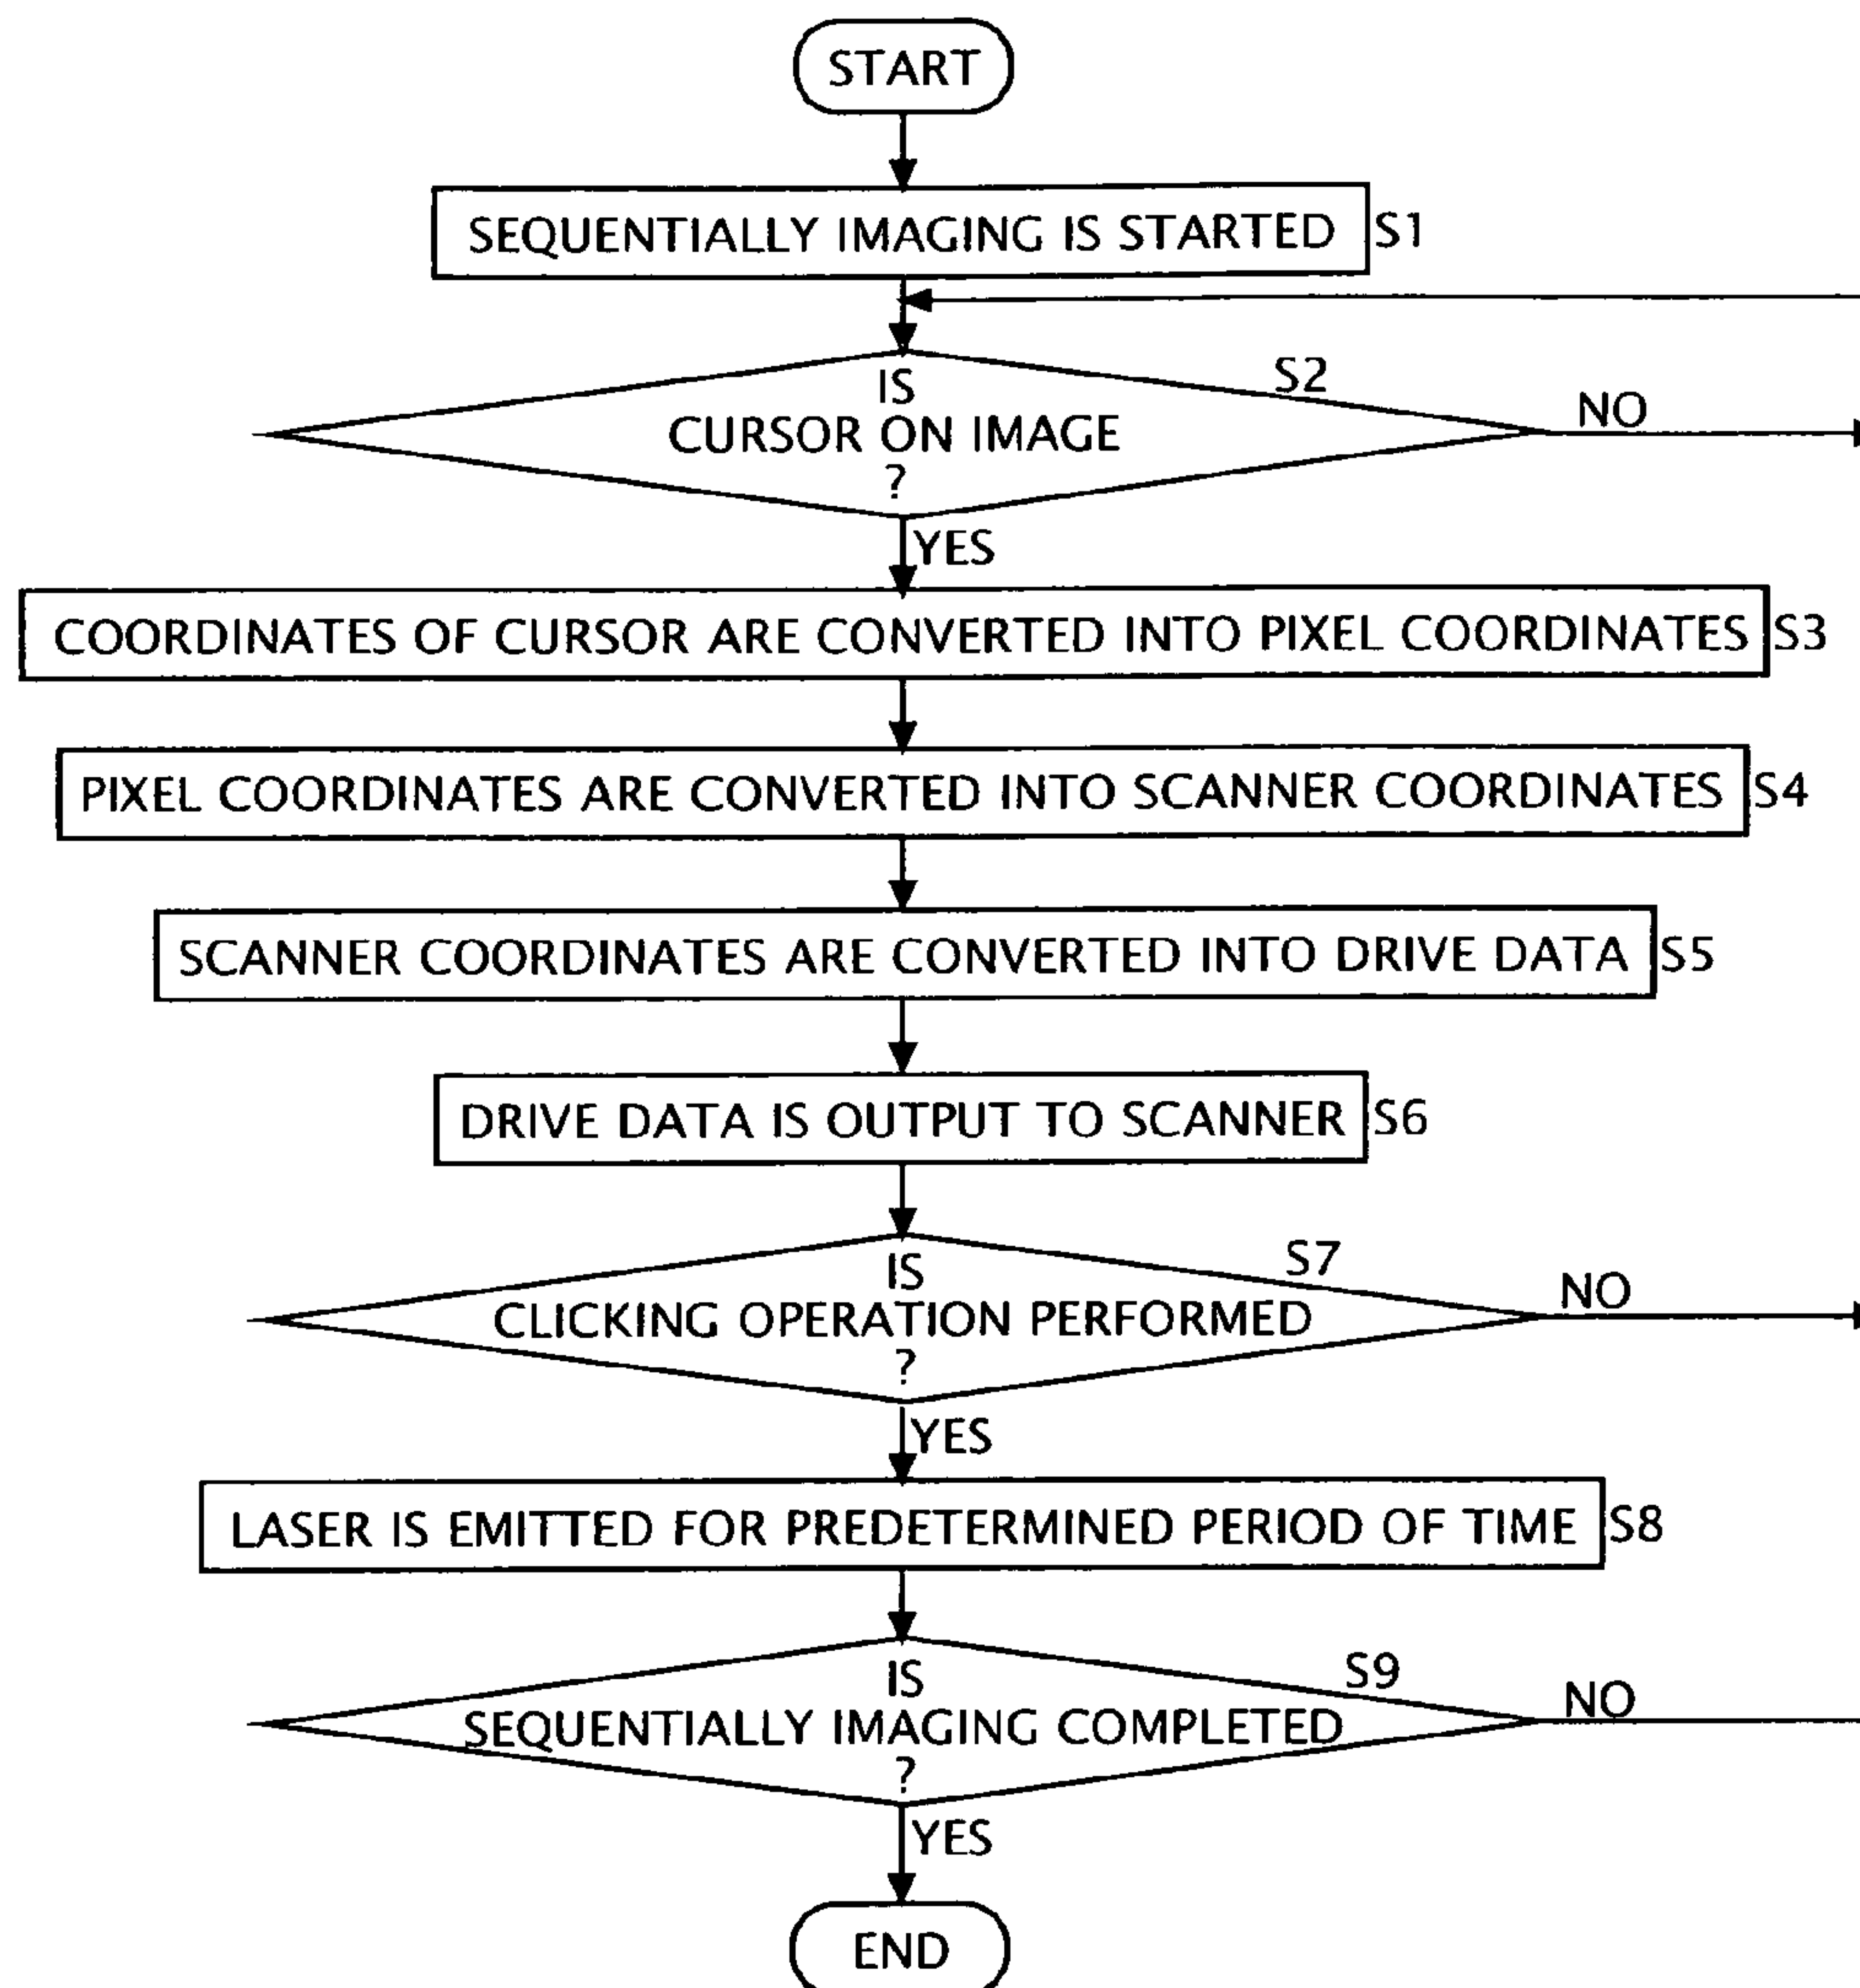 START
SEQUENTIALLY IMAGING IS STARTED S1
IS S2
CURSOR ON IMAGE NO
?
YES
COORDINATES OF CURSOR ARE CONVERTED INTO PIXEL COORDINATES S3
PIXEL COORDINATES ARE CONVERTED INTO SCANNER COORDINATES S4
SCANNER COORDINATES ARE CONVERTED INTO DRIVE DATA S5
DRIVE DATA IS OUTPUT TO SCANNER S6
IS S7
CLICKING OPERATION PERFORMED NO
?
YES
LASER IS EMITTED FOR PREDETERMINED PERIOD OF TIME S8
IS S9
SEQUENTIALLY IMAGING COMPLETED NO
?
YES
END